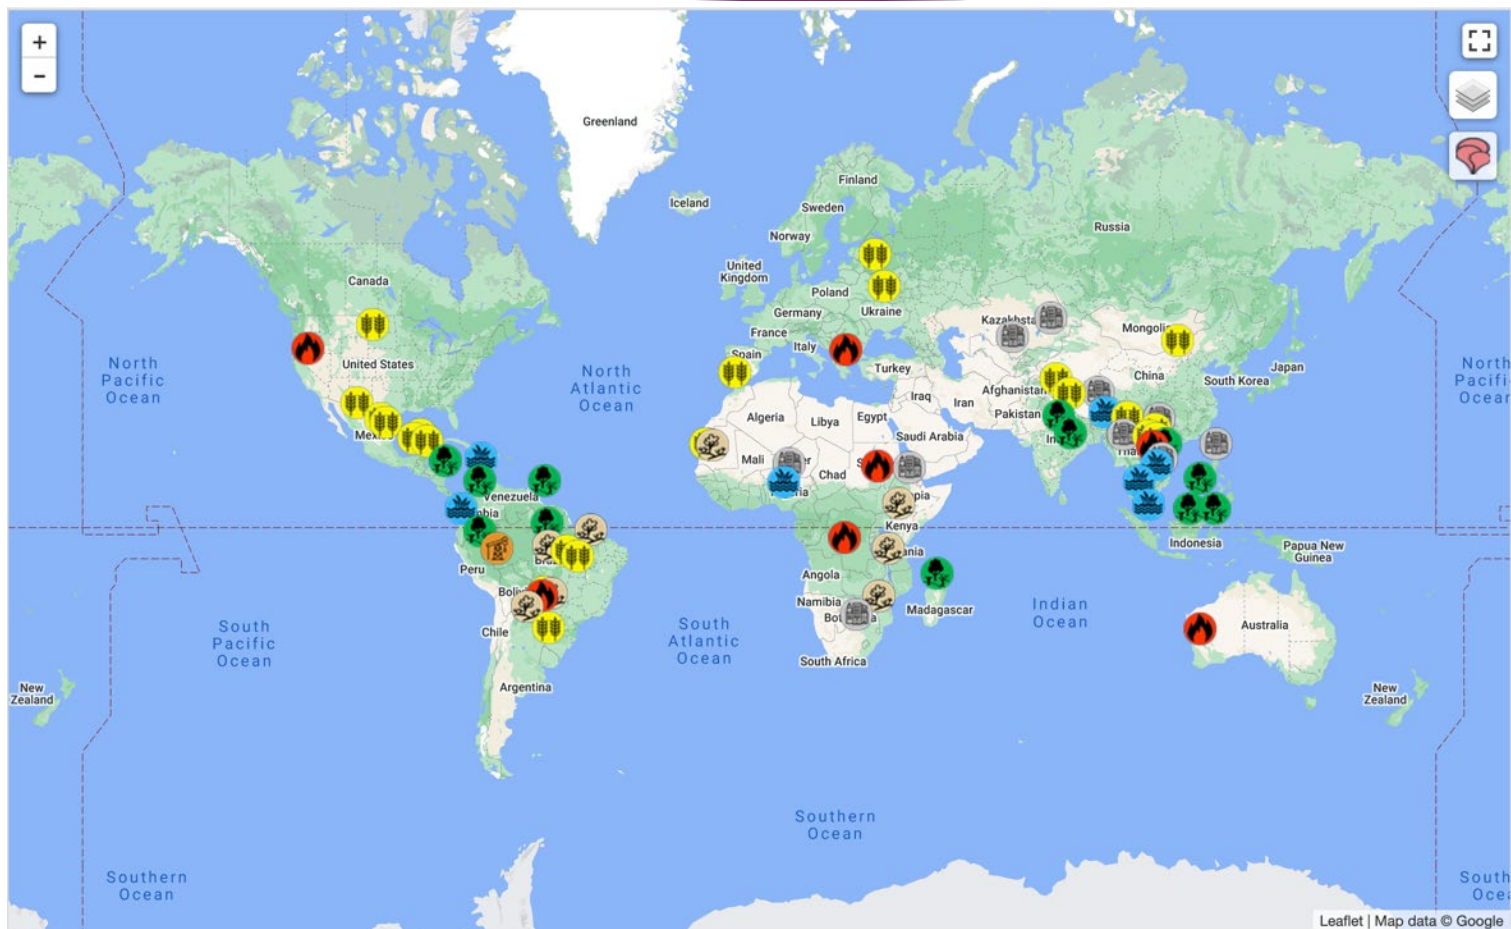 +
−
Greenland
Finland
Iceland
Sweden
Russia
Norway
United
Kingdom
Canada
Poland
Germany
Ukraine
France
Mongolia
Italy
Spain
North
Pacific
Ocean
United States
North
Atlantic
Ocean
Turkey
China
Japan
South Korea
North
Afghanistan
Iraq
Iran
Pakistan
Algeria
Libya
Egypt
Saudi Arabia
Mali
Chad
Venezuela
Kenya
Indonesia
Papua New
Guinea
Peru
Angola
Namibia
Madagascar
Indian
Ocean
Australia
South
Pacific
Ocean
Chile
South
Atlantic
Ocean
South Africa
Argentina
New
Zealand
New
Zealand
Southern
Ocean
Southern
Ocean
Leaflet | Map data © Google